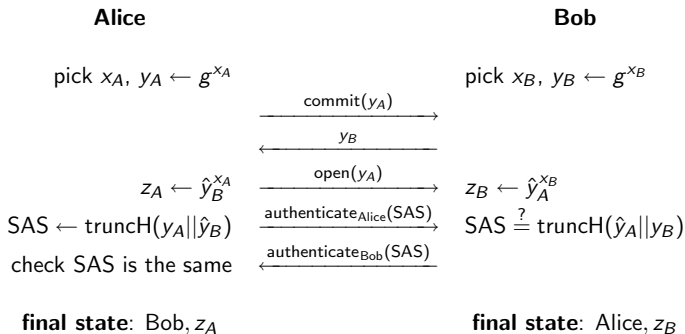 Alice Bob
pick x_A, y_A ← g^{x_A} pick x_B, y_B ← g^{x_B}
commit(y_A)
y_B
z_A ← ŷ_B^{x_A} open(y_A) z_B ← ŷ_A^{x_B}
SAS ← truncH(y_A||ŷ_B) authenticate_Alice(SAS) SAS ≟ truncH(ŷ_A||y_B)
check SAS is the same authenticate_Bob(SAS)
final state: Bob, z_A final state: Alice, z_B